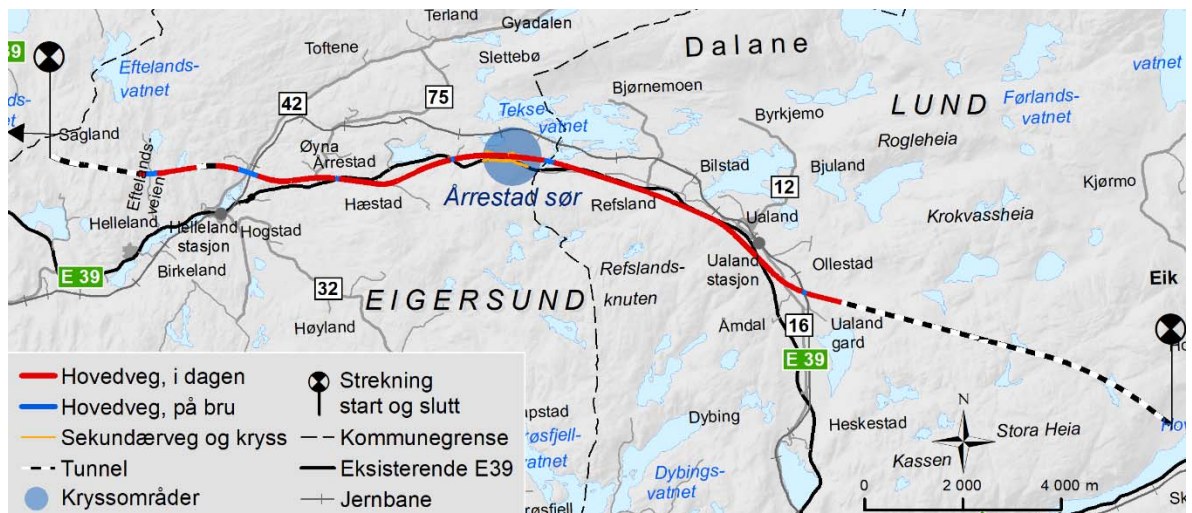 Terland
Gyadalen
Toftene
39
Eftelands-
vatnet
Slettebø
Dalane
vatnet
42
75
Bjørnemoen
Tekse-
vatnet
Byrkjemo
LUND
Førlands-
vatnet
Sagland
Øyna
Årrestad
Rogleheia
Eftelands-
veien
Bilstad
Bjuland
12
Kjørmo
Årrestad sør
Hæstad
Refsland
Helleland
Helleland
stasjon
Hogstad
Ualand
Krokvassheia
Birkeland
E 39
Refslands-
knuten
Ualand
stasjon
Ollestad
Eik
32
EIGERSUND
Høyland
Åmdal
16
Ualand
gard
E 39
Hovedveg, i dagen
Hovedveg, på bru
Sekundærveg og kryss
Tunnel
Kryssområder
Strekning
start og slutt
Kommunegrense
Eksisterende E39
Jernbane
Dybing
Heskestad
N
Stora Heia
Kassen
Dybings-
vatnet
0
2 000
4 000 m